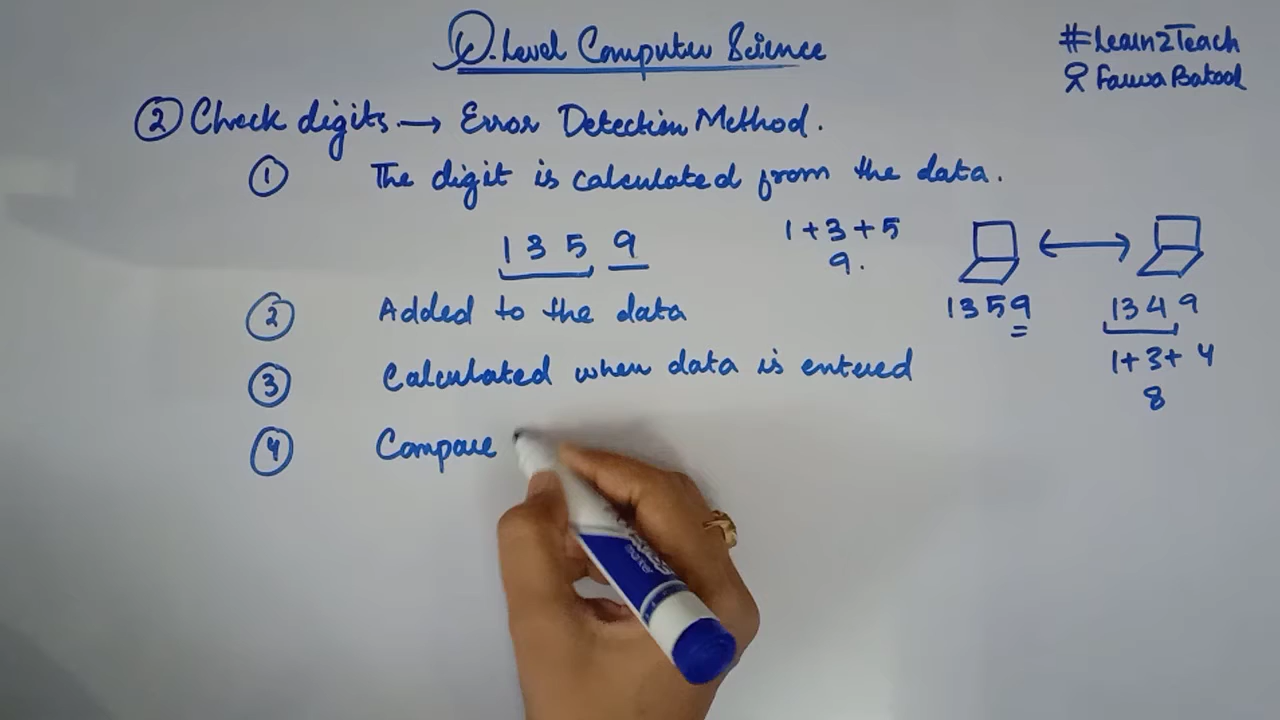 O.Level Computer Science
#Learn2Teach
Fauwa Batool
② Check digits → Error Detection Method.
① The digit is calculated from the data.
1 3 5 9
1+3+5
9.
② Added to the data
1359
1349
1+3+4
8
③ Calculated when data is entered
④ Compare